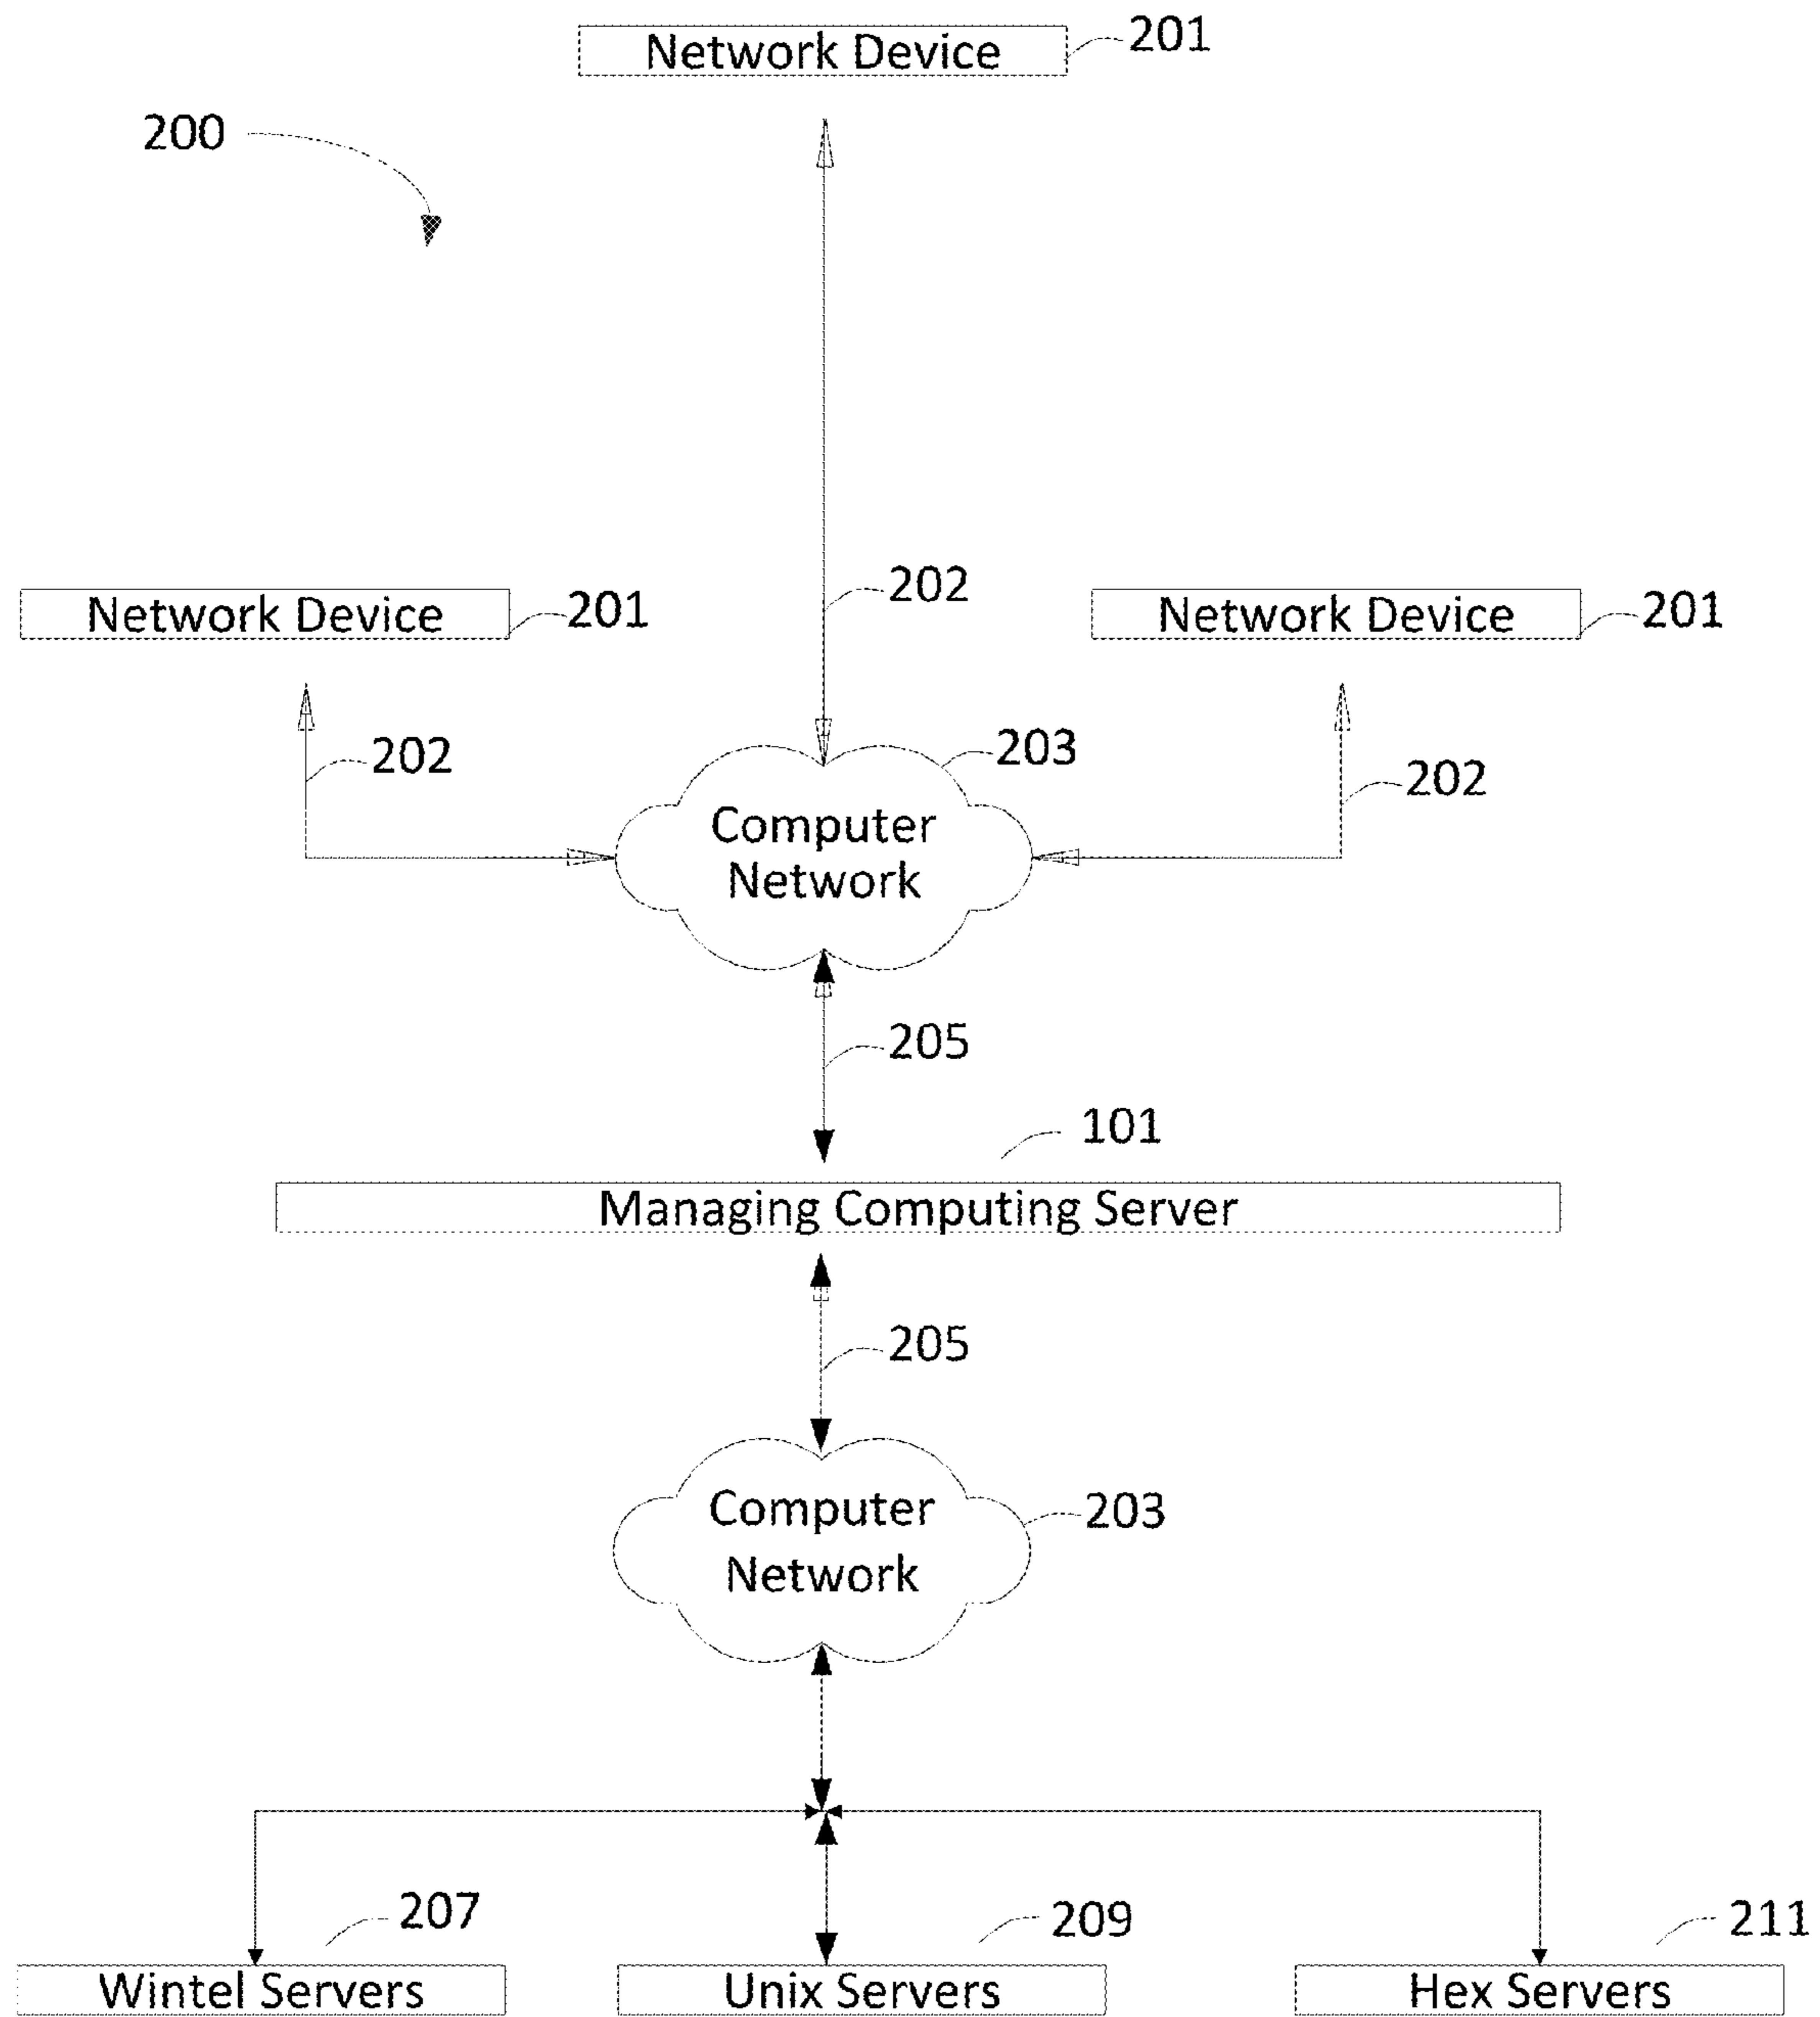 Network Device 201
200
202
Network Device 201
Network Device 201
203
202
202
Computer
Network
205
101
Managing Computing Server
205
Computer
Network
203
207
209
211
Wintel Servers
Unix Servers
Hex Servers